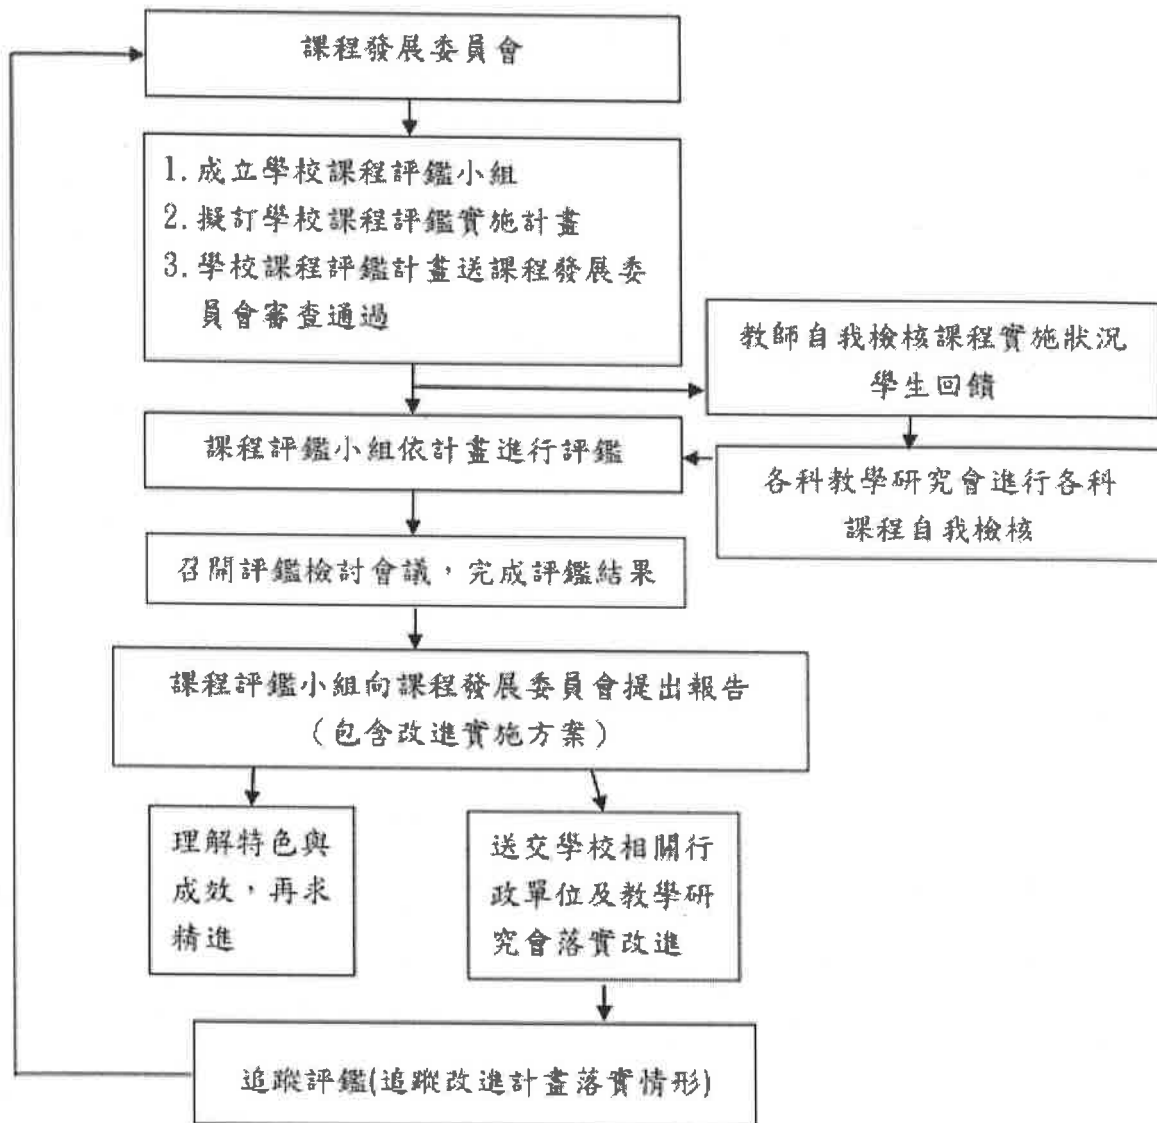 課程發展委員會
1. 成立學校課程評鑑小組
2. 擬訂學校課程評鑑實施計畫
3. 學校課程評鑑計畫送課程發展委
員會審查通過
教師自我檢核課程實施狀況
學生回饋
課程評鑑小組依計畫進行評鑑
各科教學研究會進行各科
課程自我檢核
召開評鑑檢討會議，完成評鑑結果
課程評鑑小組向課程發展委員會提出報告
（包含改進實施方案）
理解特色與
成效，再求
精進
送交學校相關行
政單位及教學研
究會落實改進
追蹤評鑑(追蹤改進計畫落實情形)